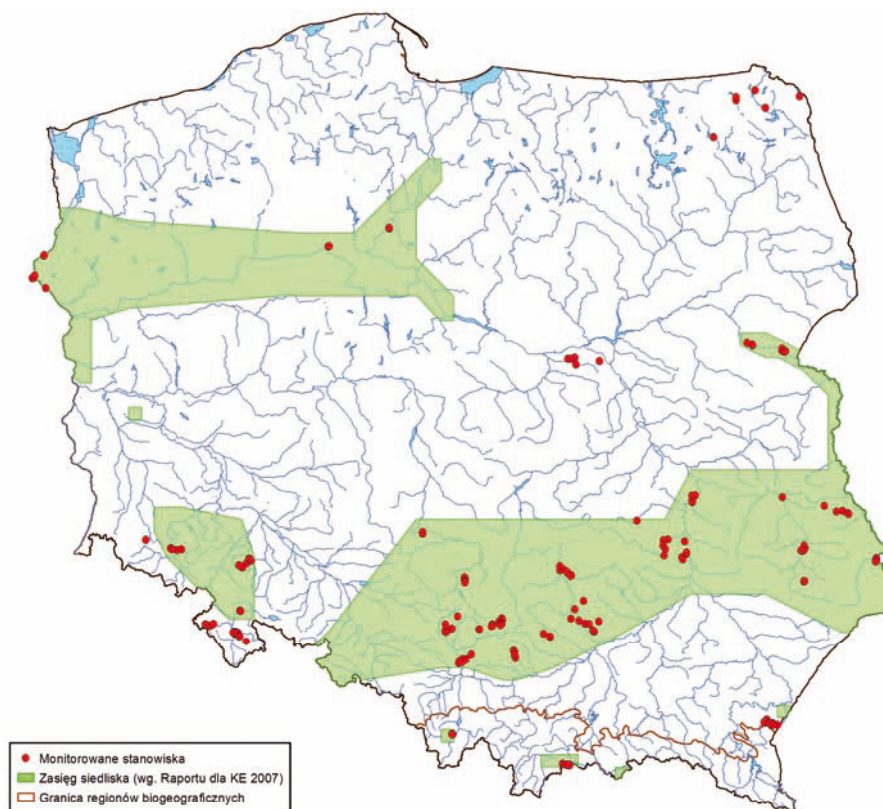 Monitorowane stanowiska
Zasięg siedliska (wg. Raportu dla KE 2007)
Granica regionów biogeograficznych